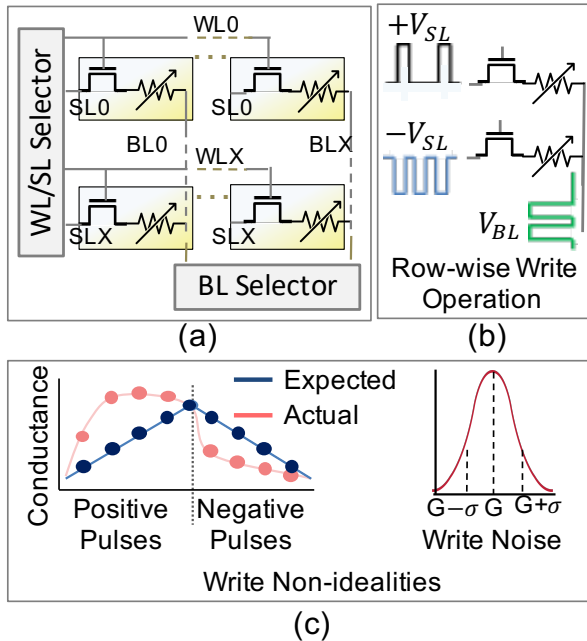 WL0
WL/SL Selector
SL0
SL0
BL0
BLX
WLX
SLX
SLX
BL Selector
(a)
+V_SL
−V_SL
V_BL
Row-wise Write
Operation
(b)
Conductance
Expected
Actual
Positive
Pulses
Negative
Pulses
G−σ G G+σ
Write Noise
Write Non-idealities
(c)